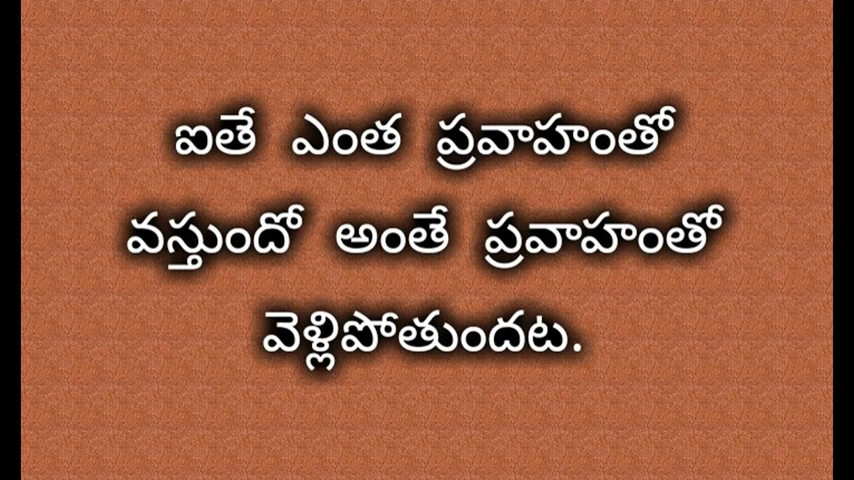 ఐతే ఎంత ప్రవాహంతో
వస్తుందో అంతే ప్రవాహంతో
వెళ్లిపోతుందట.